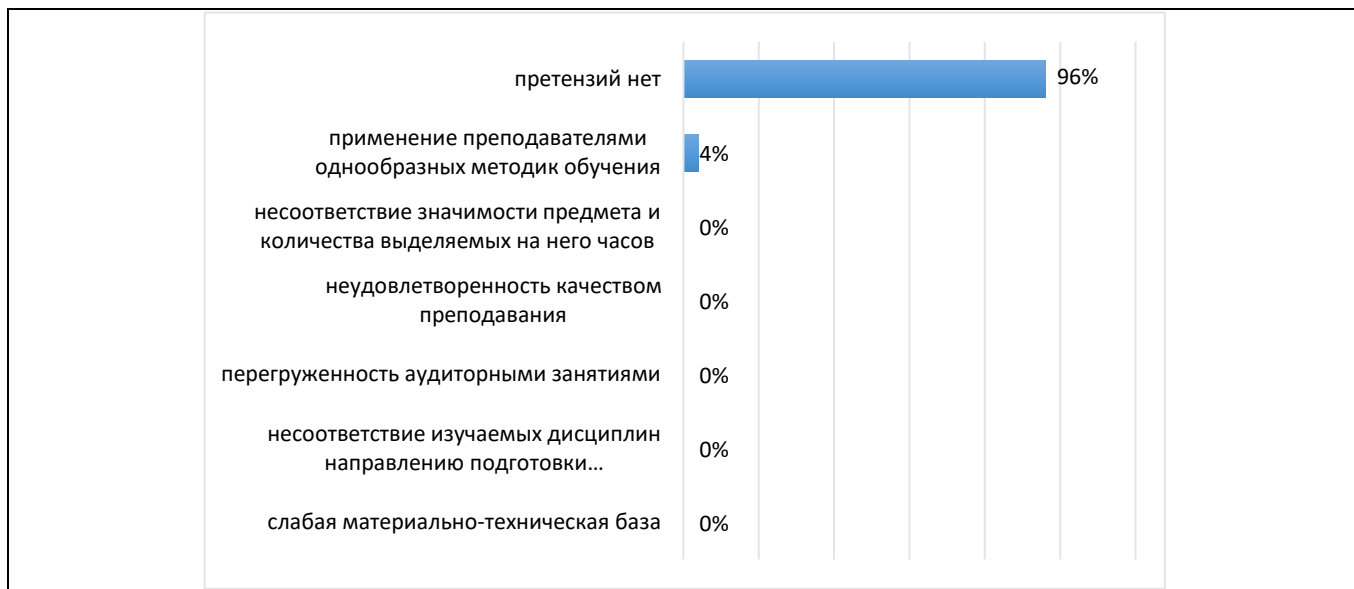 претензий нет
96%
применение преподавателями
однообразных методик обучения
4%
несоответствие значимости предмета и
количества выделяемых на него часов
0%
неудовлетворенность качеством
преподавания
0%
перегруженность аудиторными занятиями
0%
несоответствие изучаемых дисциплин
направлению подготовки...
0%
слабая материально-техническая база
0%